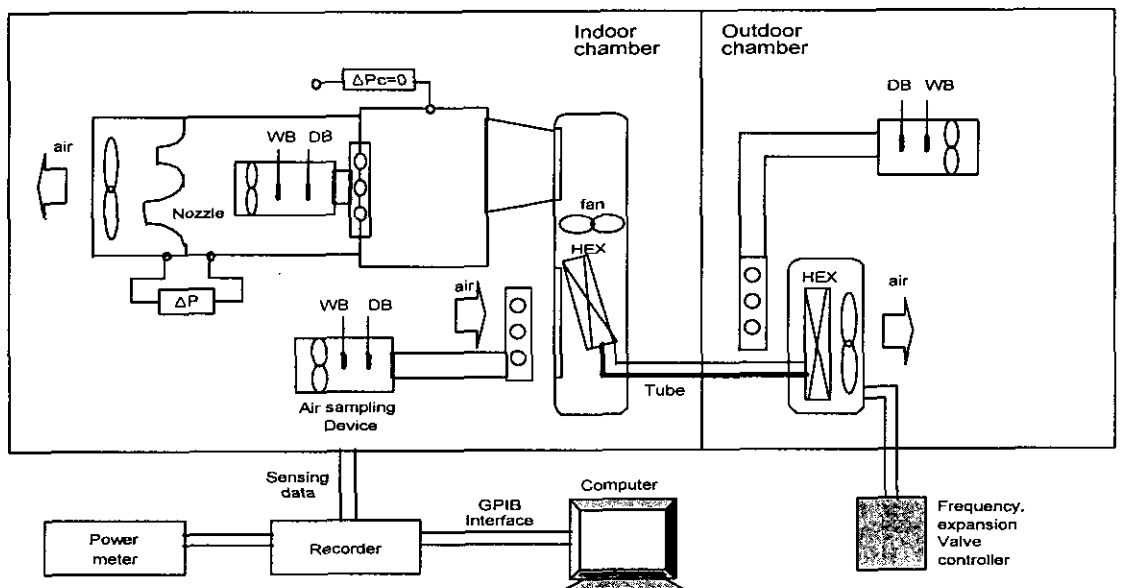 Indoor
chamber
Outdoor
chamber
ΔPc=0
DB WB
air
WB DB
Nozzle
fan
HEX
ΔP
air
HEX
air
WB DB
Tube
Air sampling
Device
Sensing
data
Computer
GPIB
Interface
Power
meter
Recorder
Frequency,
expansion
Valve
controller